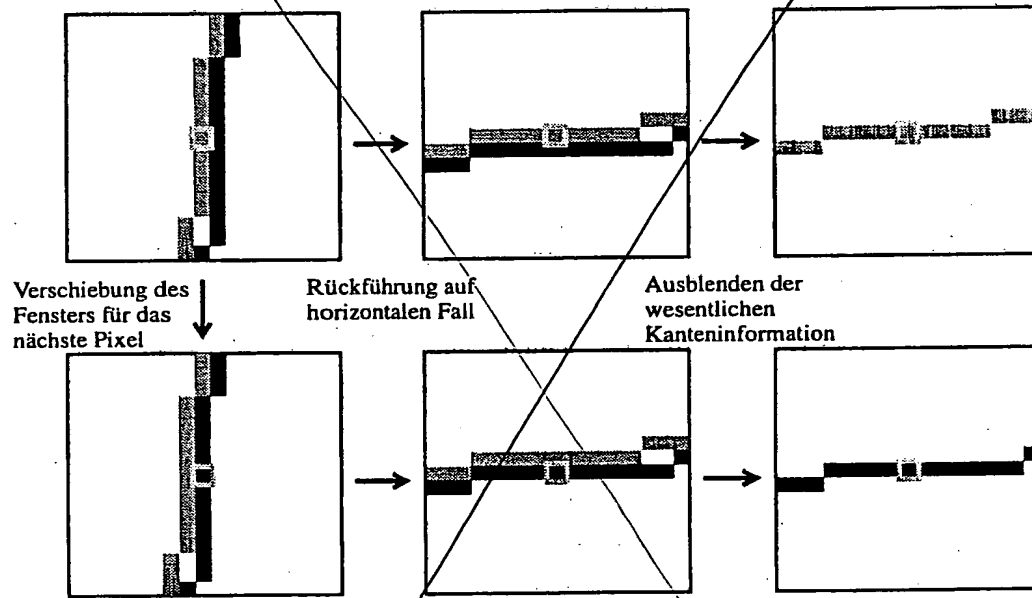 Verschiebung des
Fensters für das
nächste Pixel
Rückführung auf
horizontalen Fall
Ausblenden der
wesentlichen
Kanteninformation